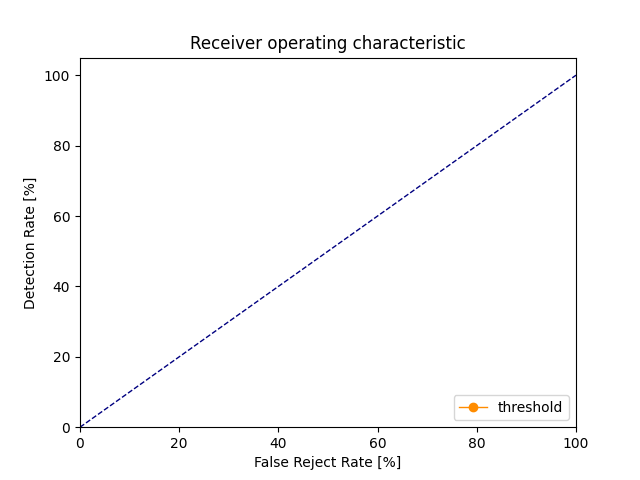 Receiver operating characteristic
Detection Rate [%]
100
80
60
40
20
0
0 20 40 60 80 100
False Reject Rate [%]
threshold